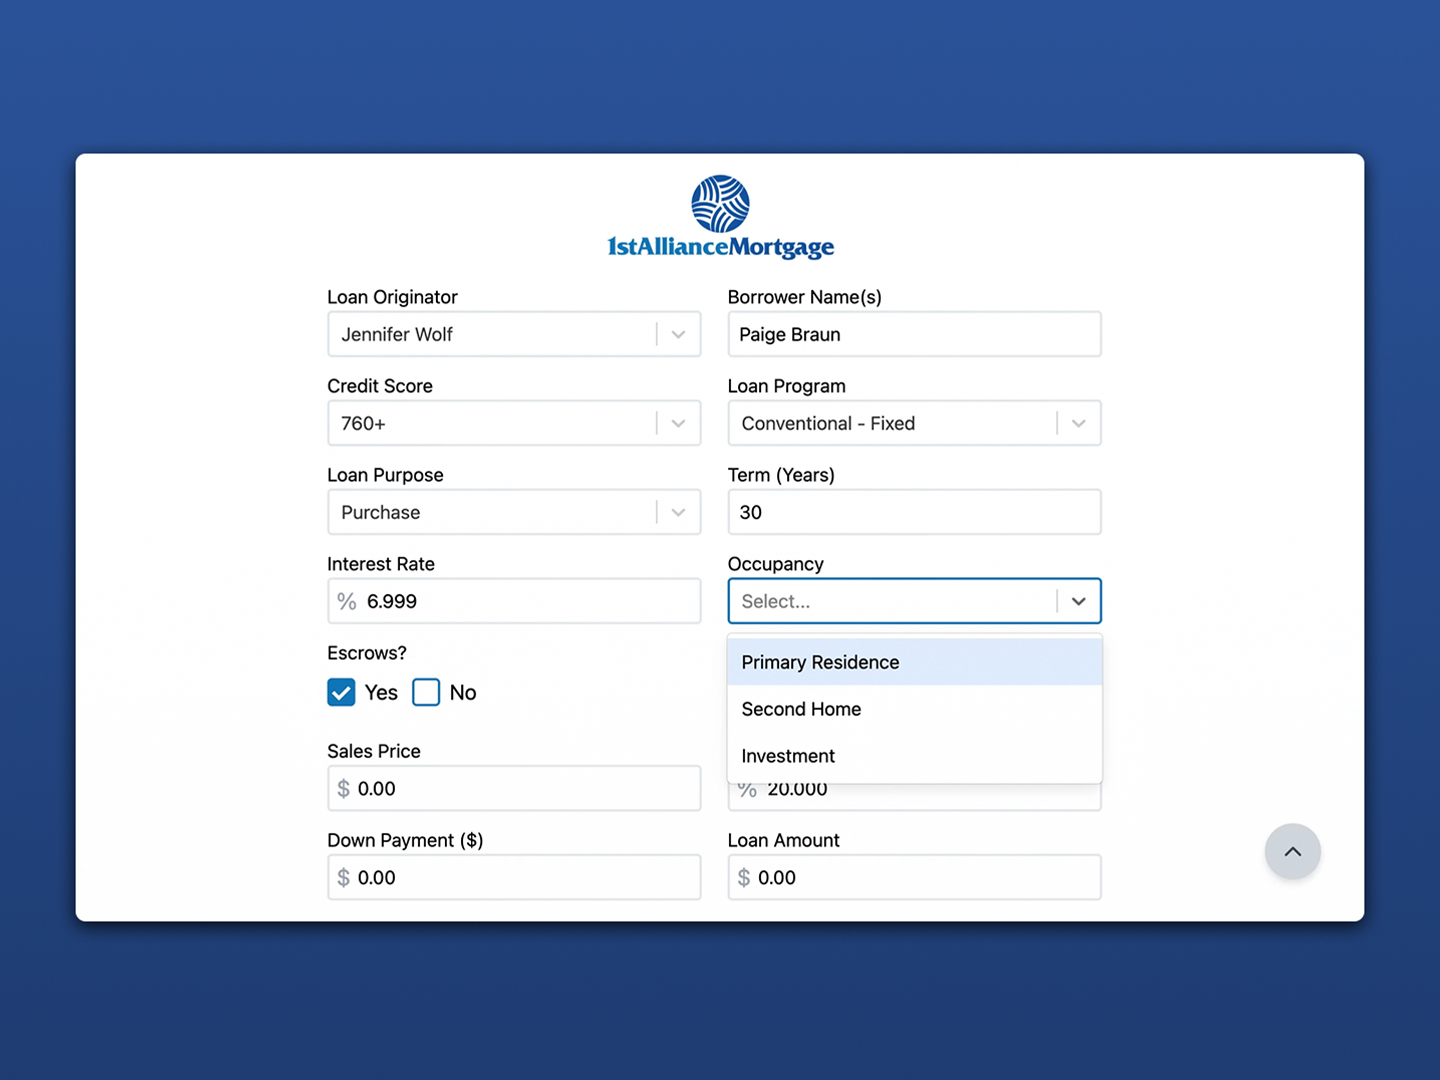 1stAllianceMortgage
Loan Originator
Borrower Name(s)
Jennifer Wolf
Paige Braun
Credit Score
Loan Program
760+
Conventional - Fixed
Loan Purpose
Term (Years)
Purchase
30
Interest Rate
Occupancy
% 6.999
Select...
Escrows?
Primary Residence
Yes
No
Second Home
Sales Price
Investment
$ 0.00
% 20.000
Down Payment ($)
Loan Amount
$ 0.00
$ 0.00